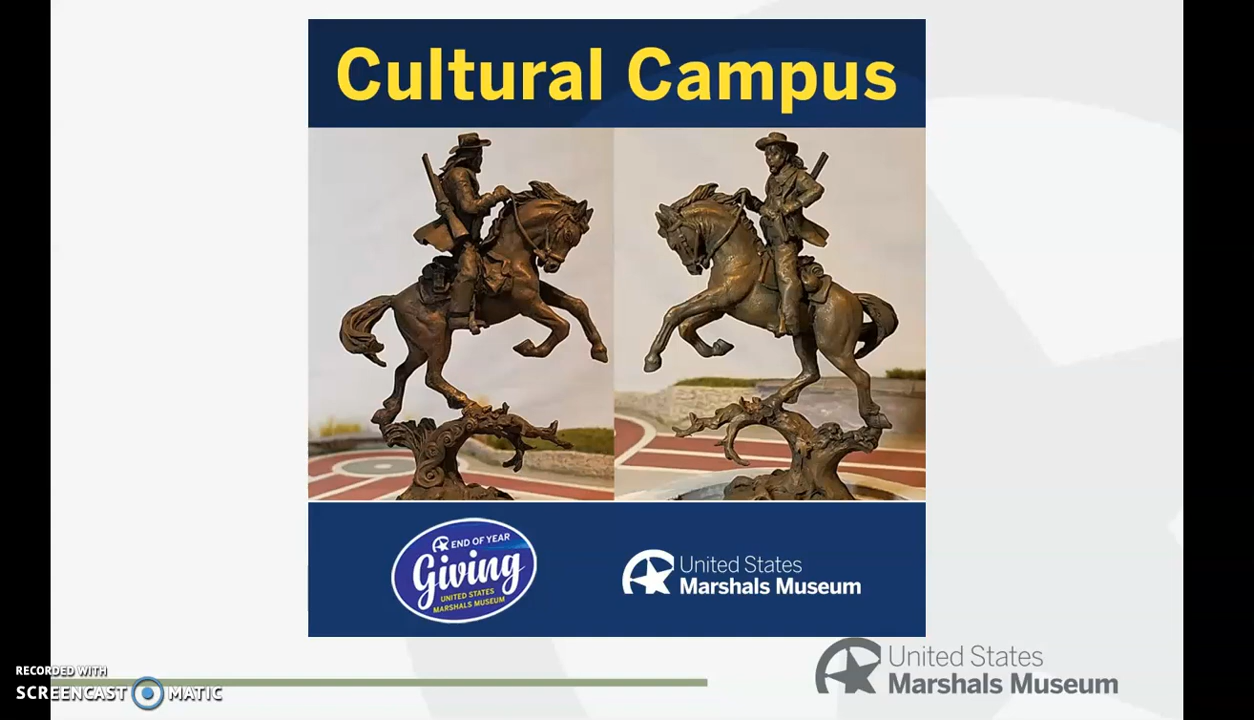 Cultural Campus
END OF YEAR
Giving
UNITED STATES
MARSHALS MUSEUM
United States
Marshals Museum
United States
Marshals Museum
RECORDED WITH
SCREENCAST MATIC